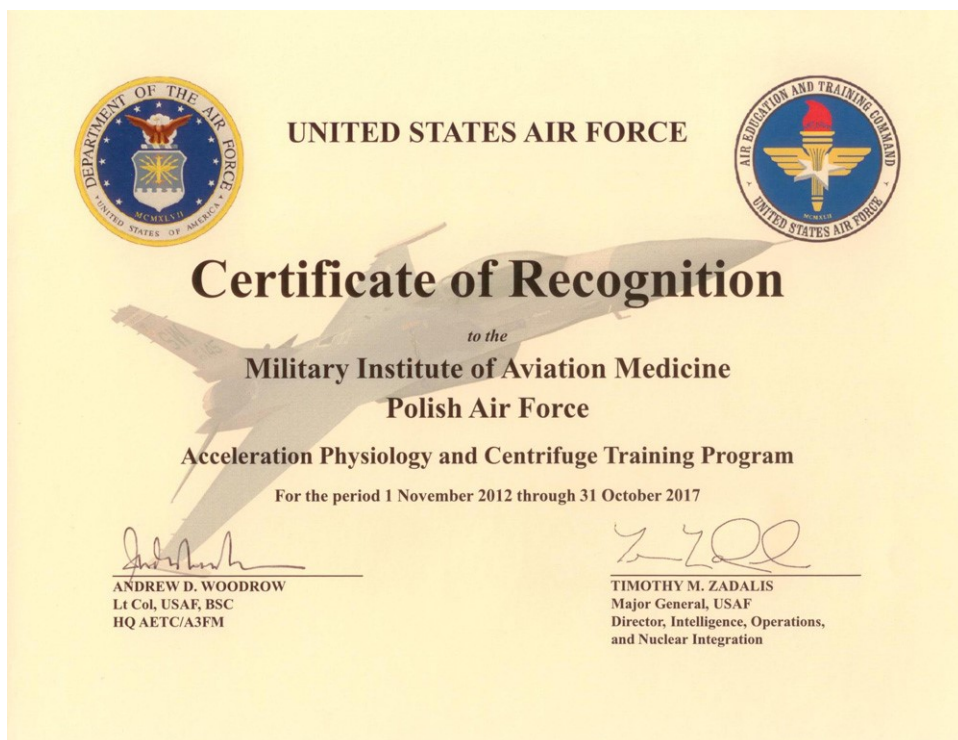 DEPARTMENT OF THE AIR FORCE
MCMXLVII
UNITED STATES OF AMERICA
UNITED STATES AIR FORCE
AIR EDUCATION AND TRAINING COMMAND
MCMXLII
UNITED STATES AIR FORCE
Certificate of Recognition
to the
Military Institute of Aviation Medicine
Polish Air Force
Acceleration Physiology and Centrifuge Training Program
For the period 1 November 2012 through 31 October 2017
ANDREW D. WOODROW
Lt Col, USAF, BSC
HQ AETC/A3FM
TIMOTHY M. ZADALIS
Major General, USAF
Director, Intelligence, Operations,
and Nuclear Integration